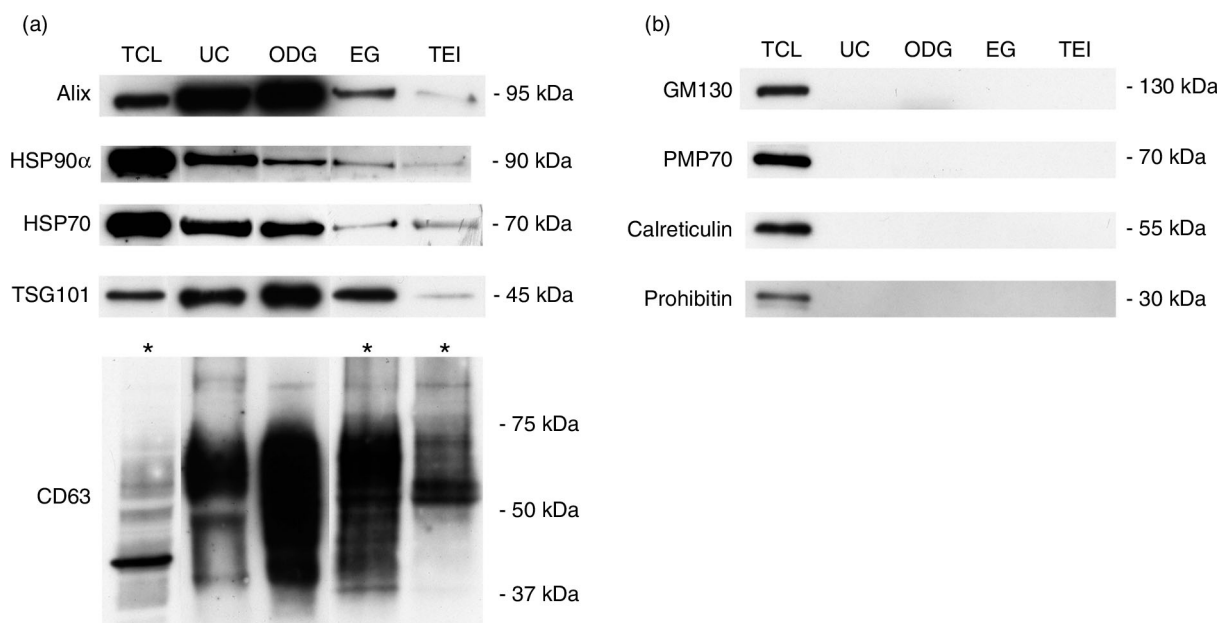 (a)
TCL UC ODG EG TEI
Alix - 95 kDa
HSP90α - 90 kDa
HSP70 - 70 kDa
TSG101 - 45 kDa
* * *
- 75 kDa
CD63
- 50 kDa
- 37 kDa
(b)
TCL UC ODG EG TEI
GM130 - 130 kDa
PMP70 - 70 kDa
Calreticulin - 55 kDa
Prohibitin - 30 kDa